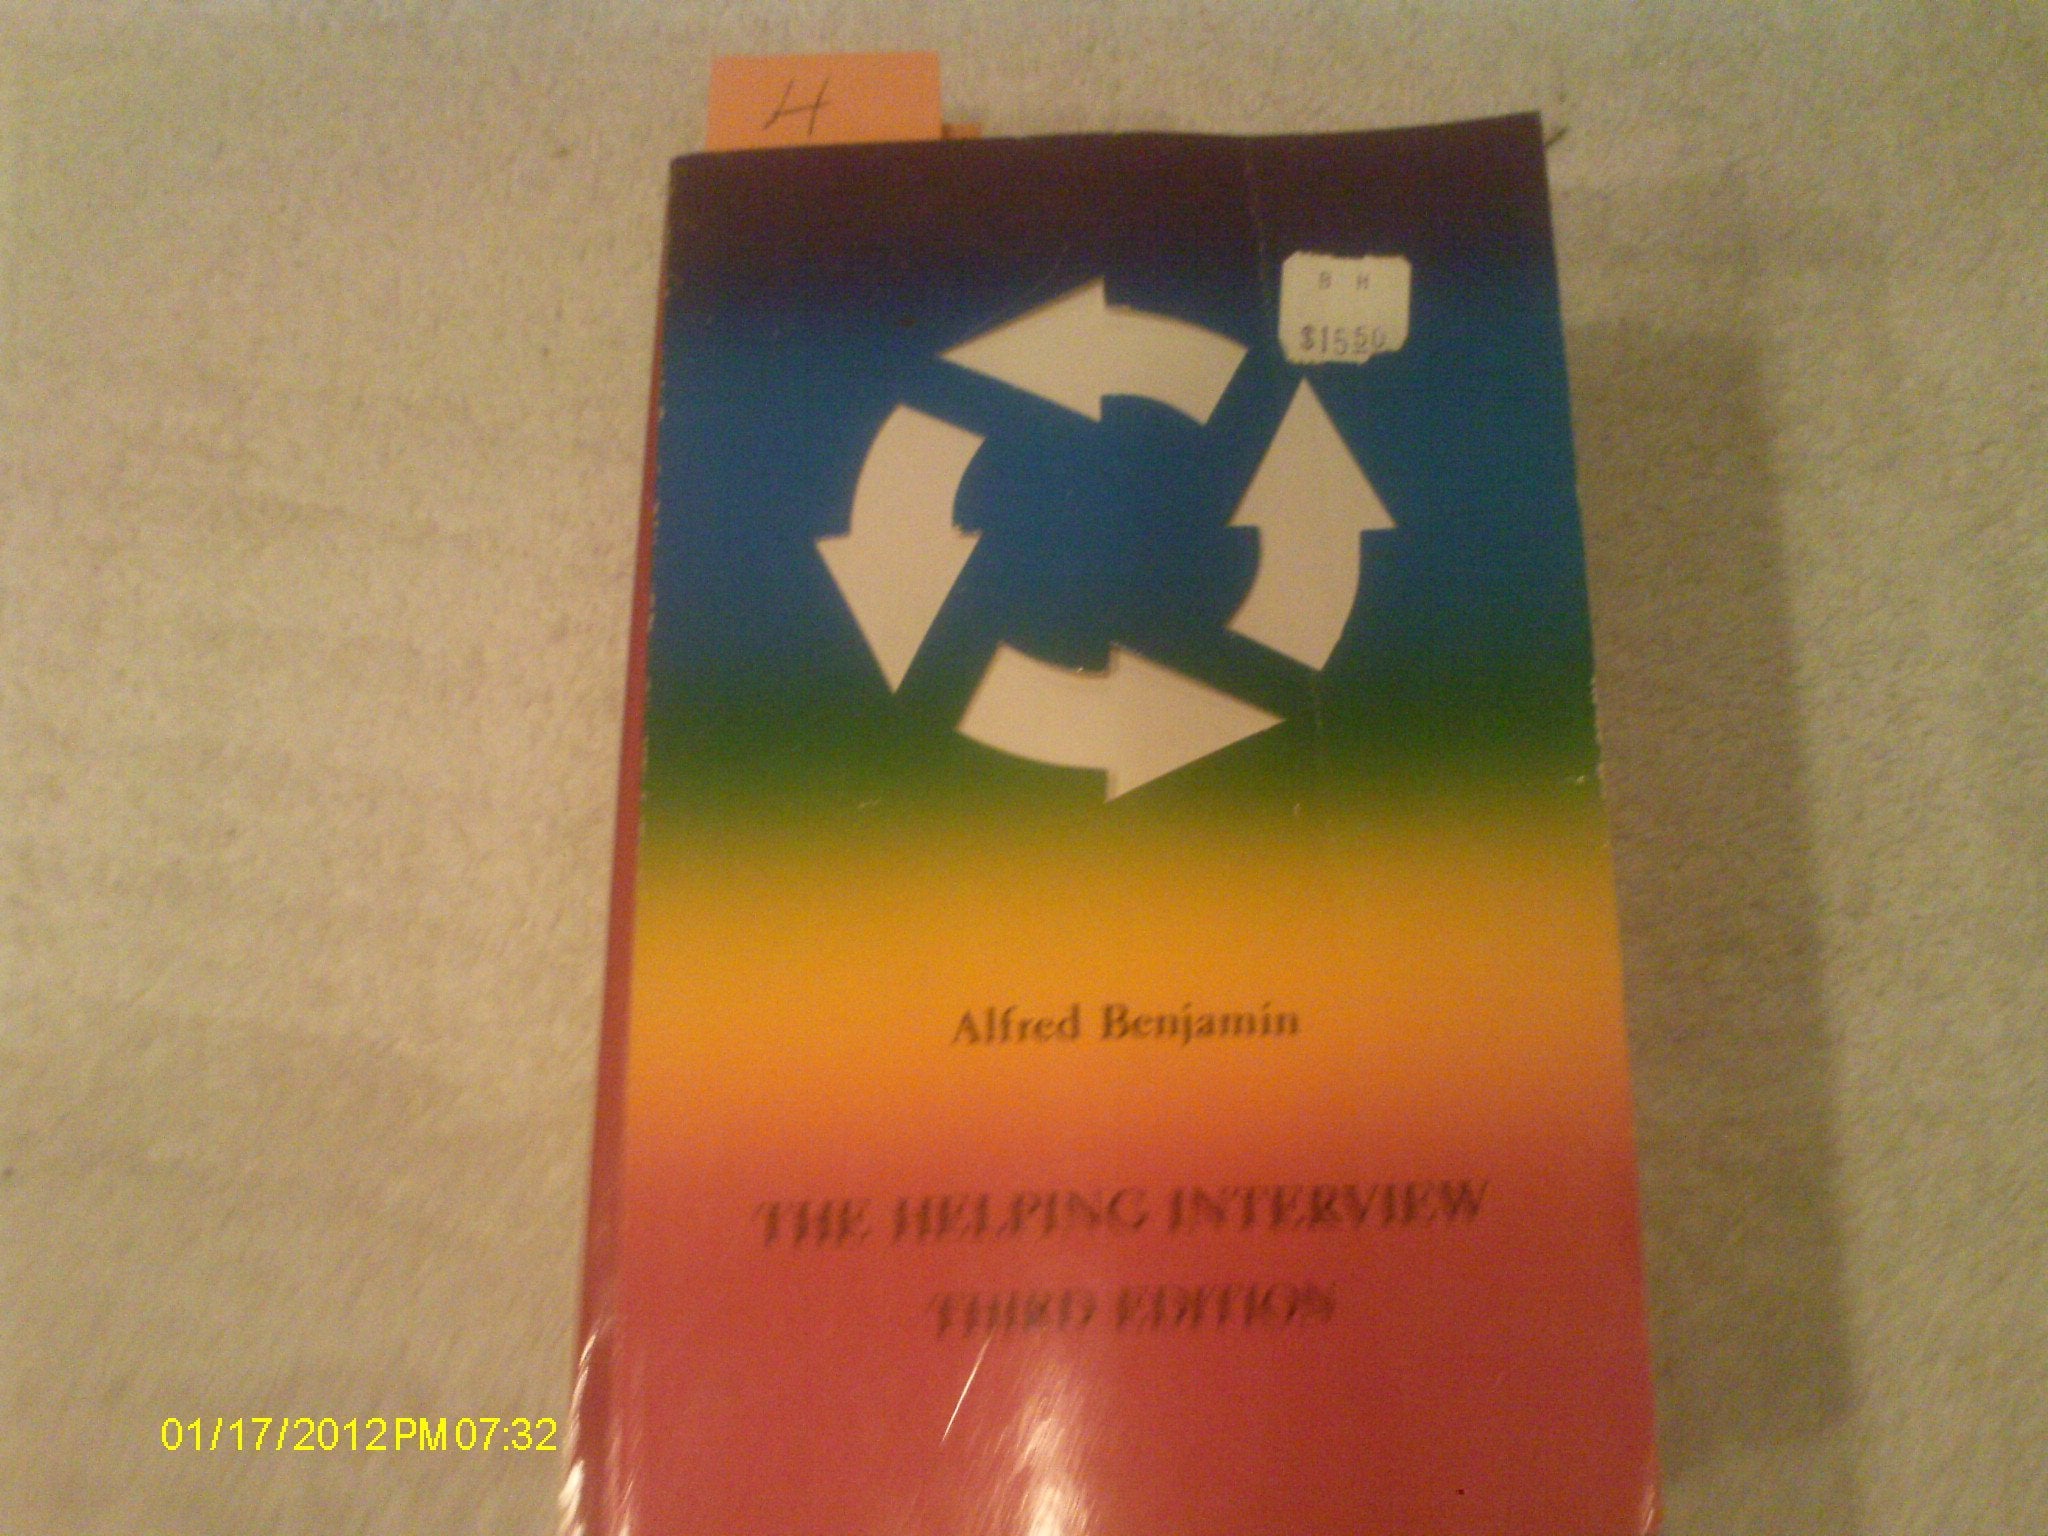 H
B H
$15.50
Alfred Benjamin
THE HELPING INTERVIEW
THIRD EDITION
01/17/2012 PM 07:32